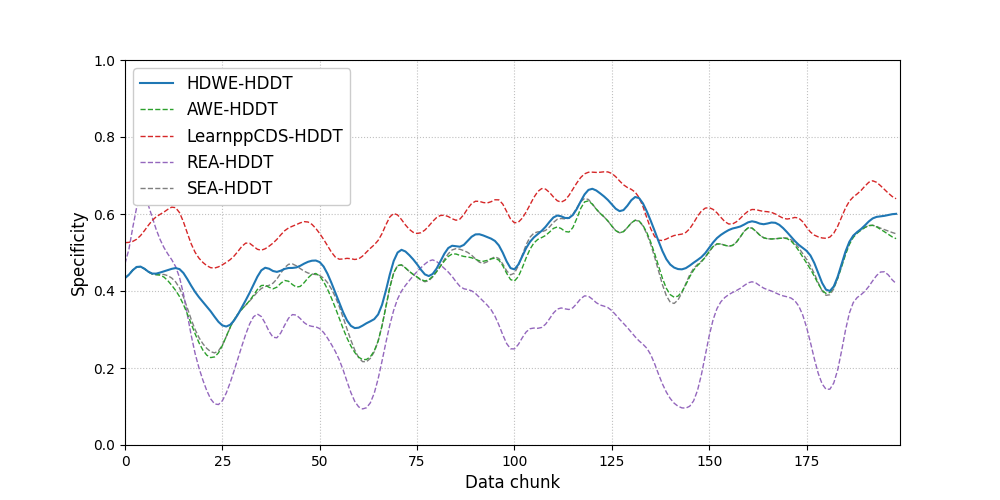 1.0
0.8
0.6
0.4
0.2
0.0
Specificity
HDWE-HDDT
AWE-HDDT
LearnppCDS-HDDT
REA-HDDT
SEA-HDDT
0 25 50 75 100 125 150 175
Data chunk